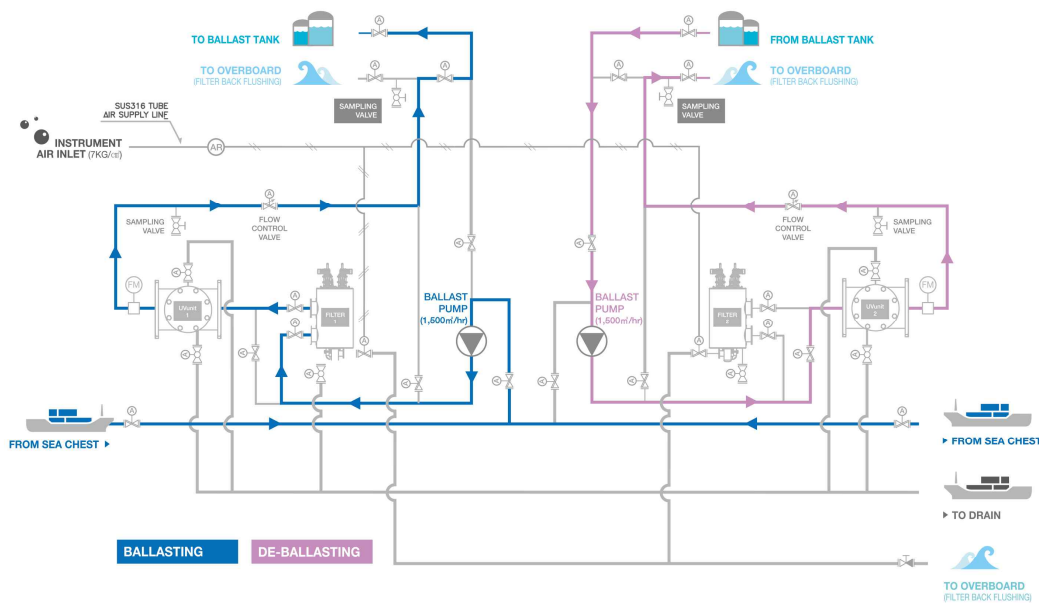 TO BALLAST TANK
FROM BALLAST TANK
TO OVERBOARD
(FILTER BACK FLUSHING)
TO OVERBOARD
(FILTER BACK FLUSHING)
SAMPLING
VALVE
SAMPLING
VALVE
SUS316 TUBE
AIR SUPPLY LINE
INSTRUMENT
AIR INLET (7KG/㎠)
AR
SAMPLING
VALVE
FLOW
CONTROL
VALVE
FLOW
CONTROL
VALVE
SAMPLING
VALVE
FM
UVunit
1
FILTER
1
BALLAST
PUMP
(1,500㎥/hr)
BALLAST
PUMP
(1,500㎥/hr)
FILTER
UVunit
2
FM
FROM SEA CHEST
FROM SEA CHEST
TO DRAIN
BALLASTING
DE-BALLASTING
TO OVERBOARD
(FILTER BACK FLUSHING)